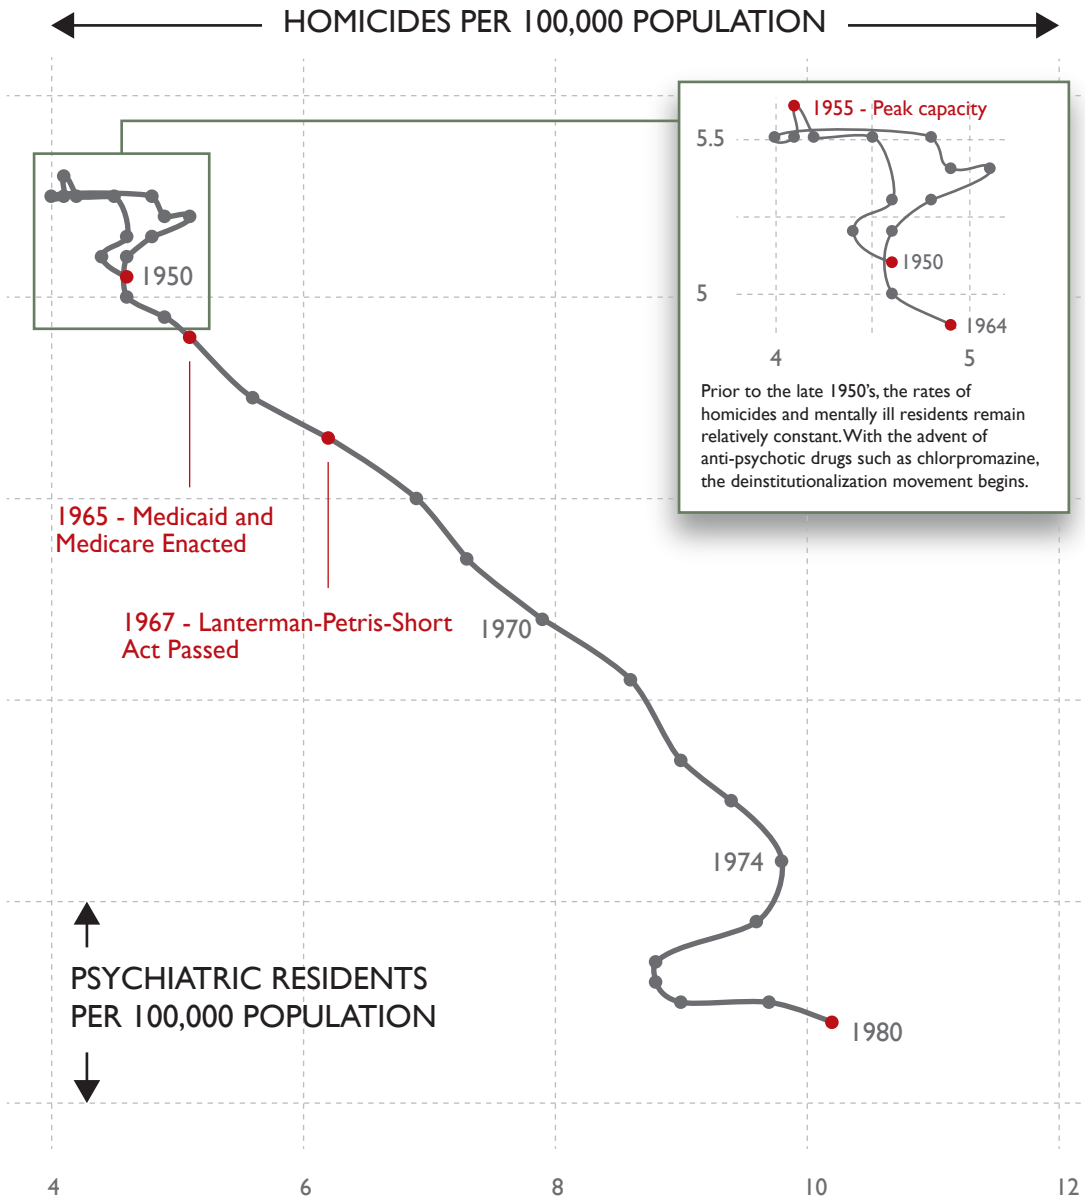 HOMICIDES PER 100,000 POPULATION
1955 - Peak capacity
5.5
1950
5
1964
4 5
Prior to the late 1950's, the rates of
homicides and mentally ill residents remain
relatively constant. With the advent of
anti-psychotic drugs such as chlorpromazine,
the deinstitutionalization movement begins.
1950
1965 - Medicaid and
Medicare Enacted
1967 - Lanterman-Petris-Short
Act Passed
1970
1974
PSYCHIATRIC RESIDENTS
PER 100,000 POPULATION
1980
4 6 8 10 12